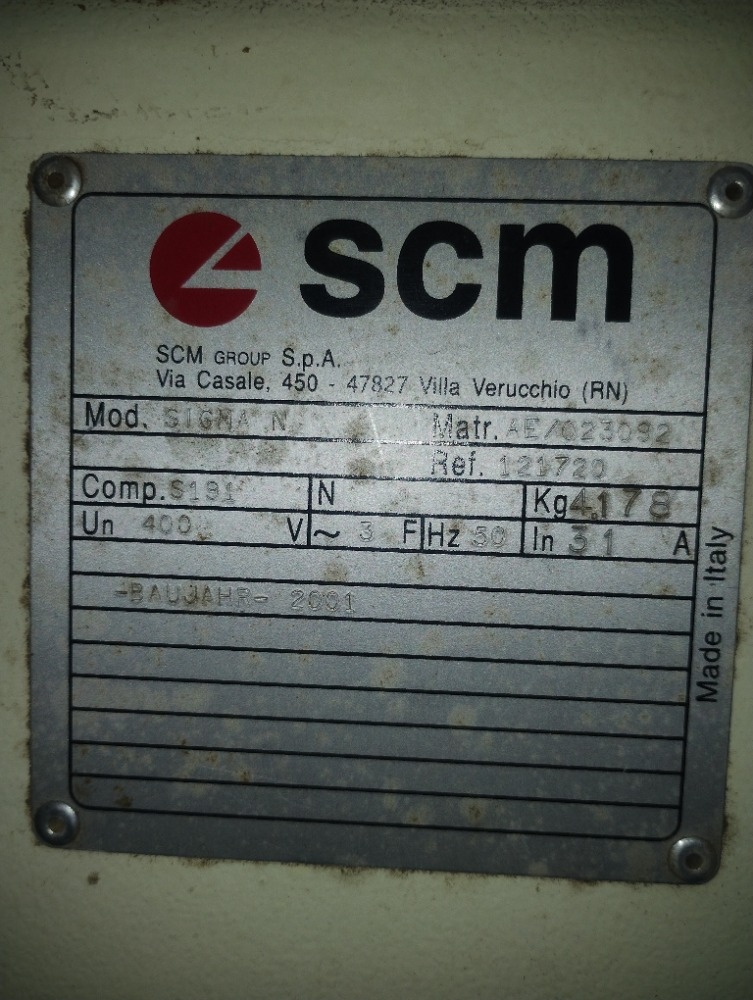 scm
SCM GROUP S.p.A.
Via Casale, 450 - 47827 Villa Verucchio (RN)
Mod. SIGMA N Matr. AE/023092
Ref. 121720
Comp. S191 N Kg 4178
Un 400 V ~ 3 F Hz 50 In 31 A
-BAUJAHR- 2001
Made in Italy